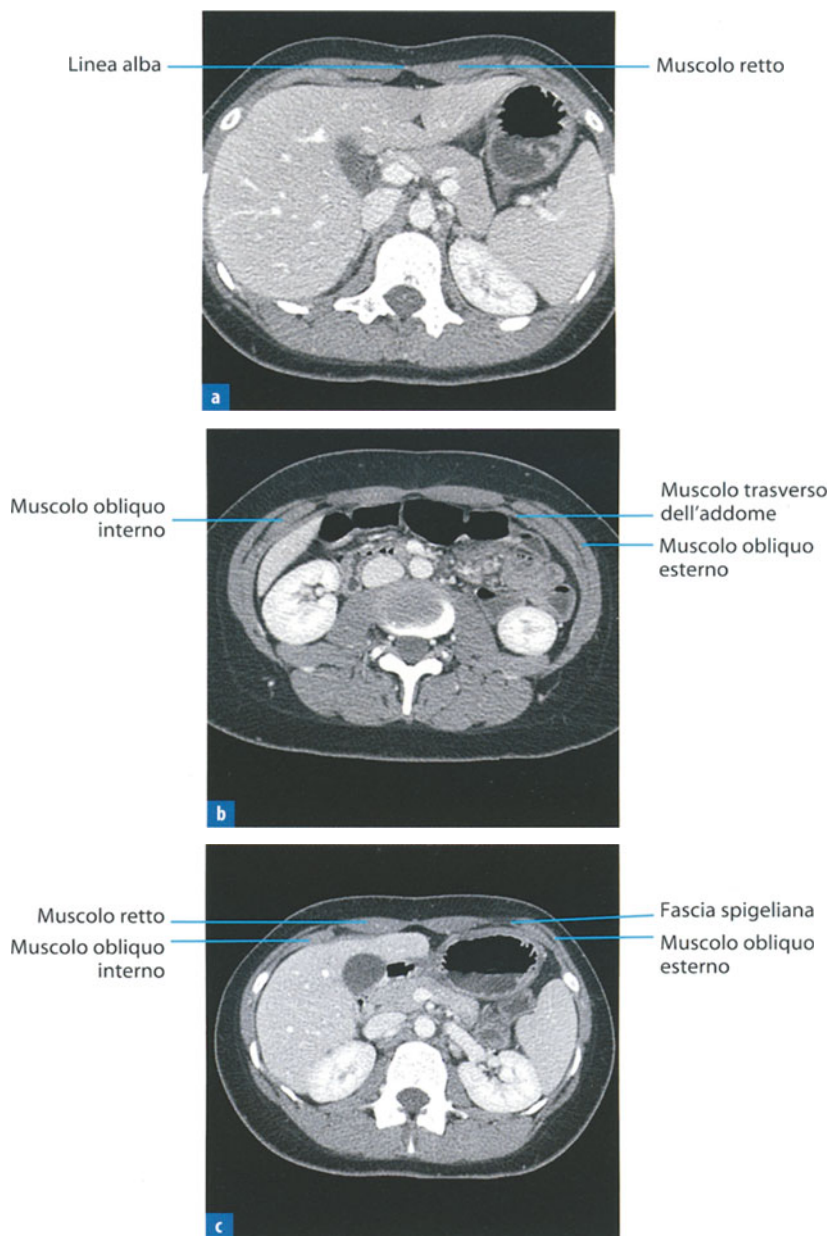 Linea alba
Muscolo retto
a
Muscolo obliquo
interno
Muscolo trasverso
dell'addome
Muscolo obliquo
esterno
b
Muscolo retto
Muscolo obliquo
interno
Fascia spigeliana
Muscolo obliquo
esterno
c